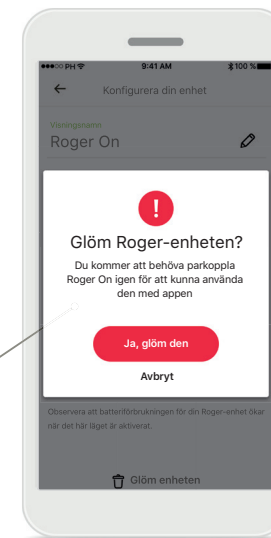 PH 9:41 AM 100 %
Konfigurera din enhet
Visningsnamn
Roger On
!
Glöm Roger-enheten?
Du kommer att behöva parkoppla
Roger On igen för att kunna använda
den med appen
Ja, glöm den
Avbryt
Observera att batteriförbrukningen för din Roger-enhet ökar
när det här läget är aktiverat.
Glöm enheten